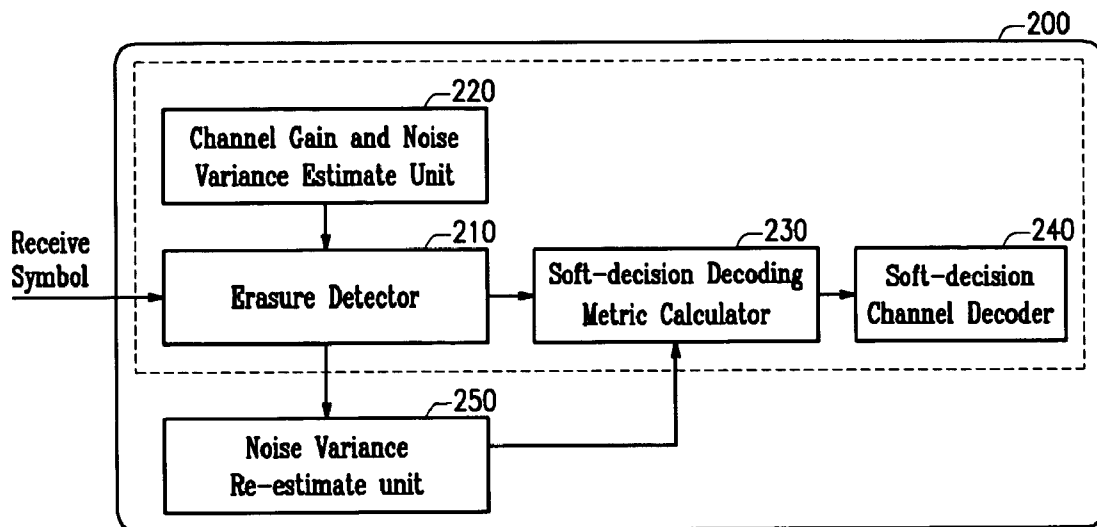 200
220
Channel Gain and Noise
Variance Estimate Unit
Receive
Symbol
210
Erasure Detector
230
Soft-decision Decoding
Metric Calculator
240
Soft-decision
Channel Decoder
250
Noise Variance
Re-estimate unit